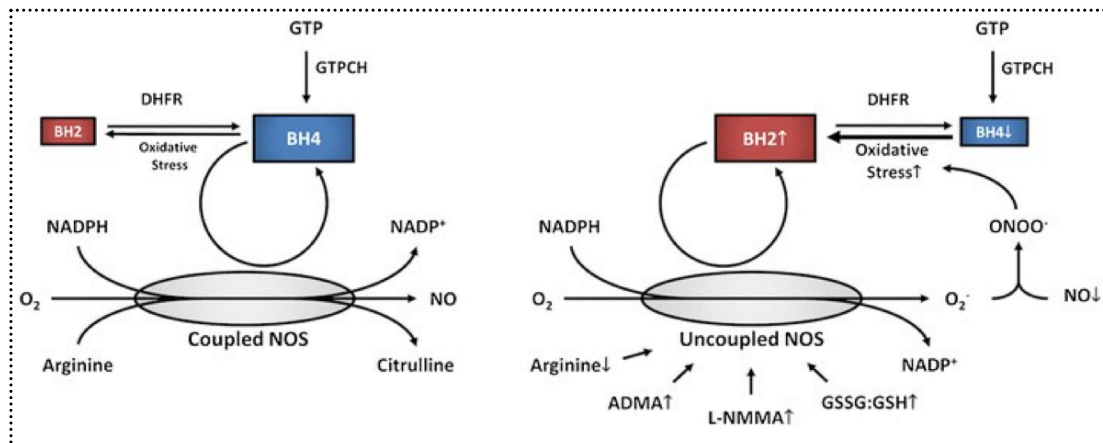 GTP
GTPCH
DHFR
BH2
BH4
Oxidative
Stress
NADPH
NADP⁺
O₂
NO
Coupled NOS
Arginine
Citrulline
GTP
GTPCH
DHFR
BH2↑
BH4↓
Oxidative
Stress↑
NADPH
ONOO⁻
O₂
O₂⁻
NO↓
Uncoupled NOS
Arginine↓
NADP⁺
ADMA↑
L-NMMA↑
GSSG:GSH↑